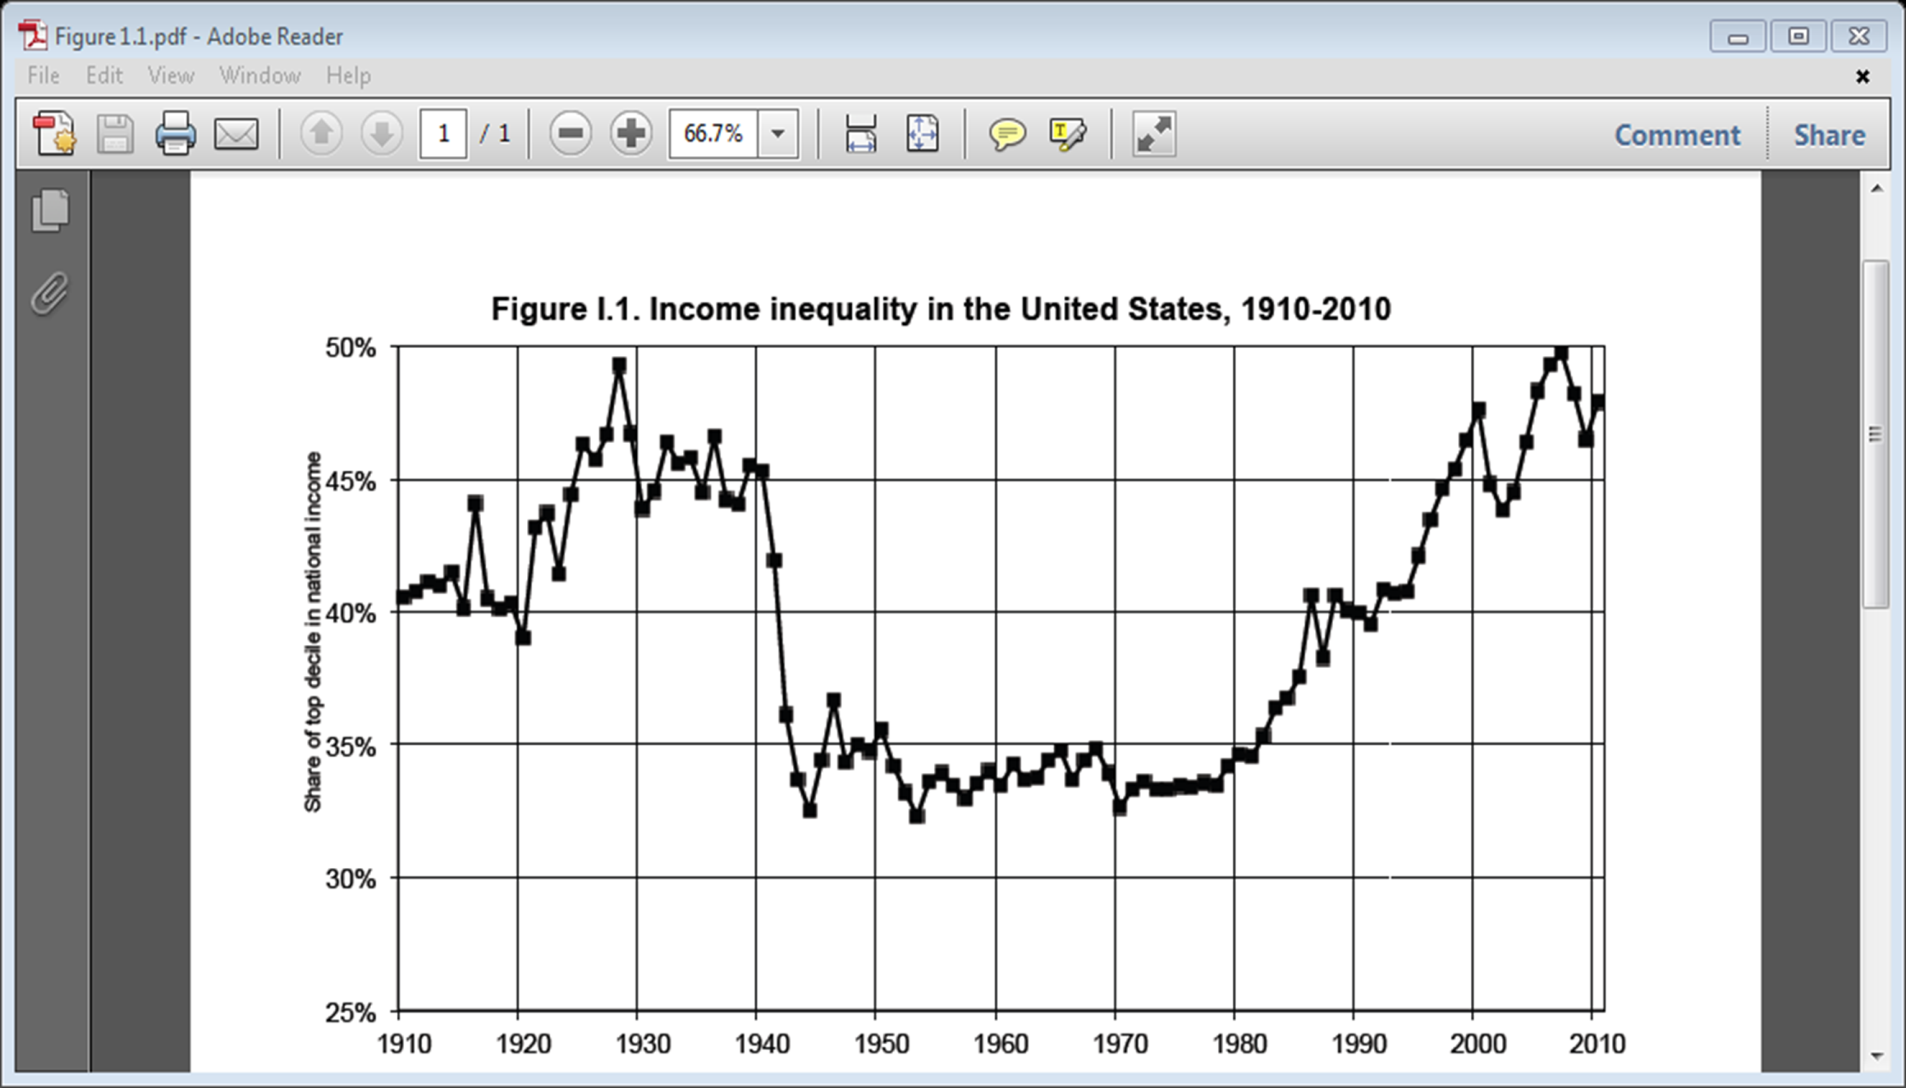 Figure 1.1.pdf - Adobe Reader
File Edit View Window Help
1 / 1 66.7% Comment Share
Figure I.1. Income inequality in the United States, 1910-2010
Share of top decile in national income
50%
45%
40%
35%
30%
25%
1910 1920 1930 1940 1950 1960 1970 1980 1990 2000 2010